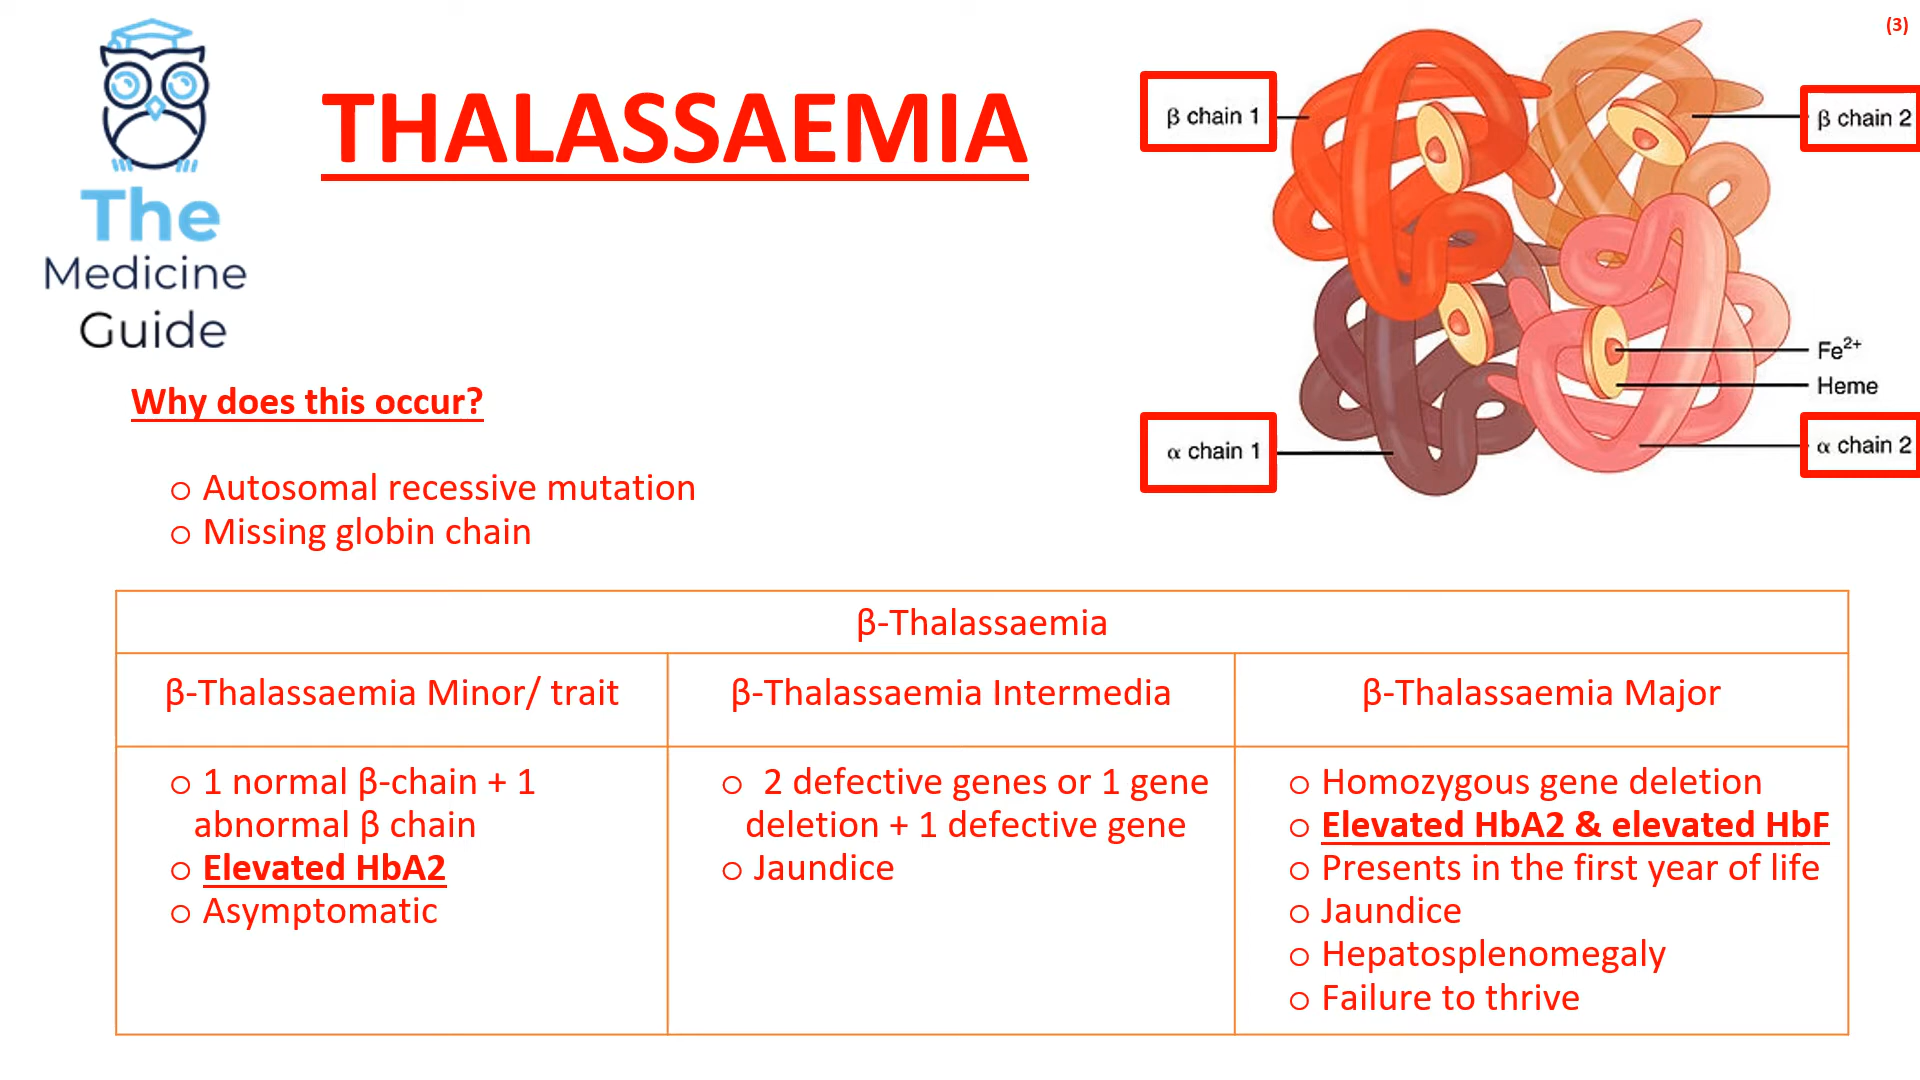 The
Medicine
Guide
THALASSAEMIA
(3)
β chain 1
β chain 2
Fe²⁺
Heme
α chain 1
α chain 2
Why does this occur?
o Autosomal recessive mutation
o Missing globin chain
β-Thalassaemia
β-Thalassaemia Minor/ trait
β-Thalassaemia Intermedia
β-Thalassaemia Major
o 1 normal β-chain + 1
abnormal β chain
o Elevated HbA2
o Asymptomatic
o 2 defective genes or 1 gene
deletion + 1 defective gene
o Jaundice
o Homozygous gene deletion
o Elevated HbA2 & elevated HbF
o Presents in the first year of life
o Jaundice
o Hepatosplenomegaly
o Failure to thrive